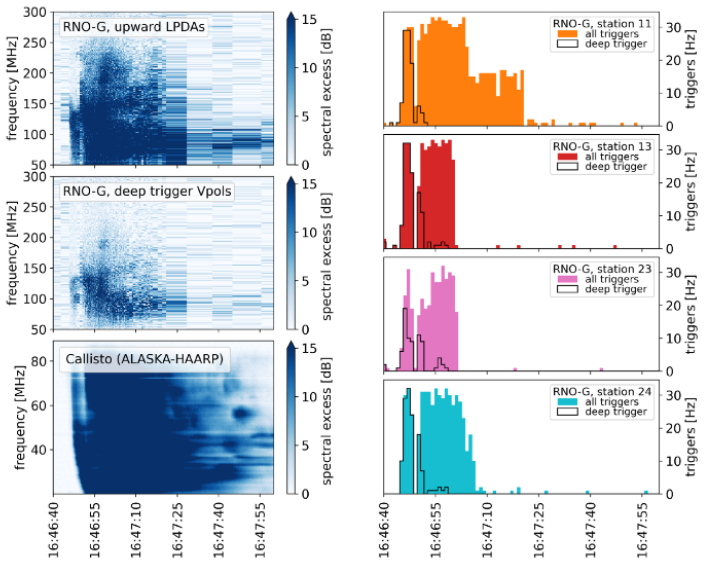 RNO-G, upward LPDAs
300
250
200
150
100
50
frequency [MHz]
15
10
5
0
spectral excess [dB]
RNO-G, deep trigger Vpols
300
250
200
150
100
50
frequency [MHz]
15
10
5
0
spectral excess [dB]
Callisto (ALASKA-HAARP)
80
60
40
frequency [MHz]
15
10
5
0
spectral excess [dB]
16:46:40
16:46:55
16:47:10
16:47:25
16:47:40
16:47:55
RNO-G, station 11
all triggers
deep trigger
30
20
10
0
triggers [Hz]
RNO-G, station 13
all triggers
deep trigger
30
20
10
0
triggers [Hz]
RNO-G, station 23
all triggers
deep trigger
30
20
10
0
triggers [Hz]
RNO-G, station 24
all triggers
deep trigger
30
20
10
0
triggers [Hz]
16:46:40
16:46:55
16:47:10
16:47:25
16:47:40
16:47:55